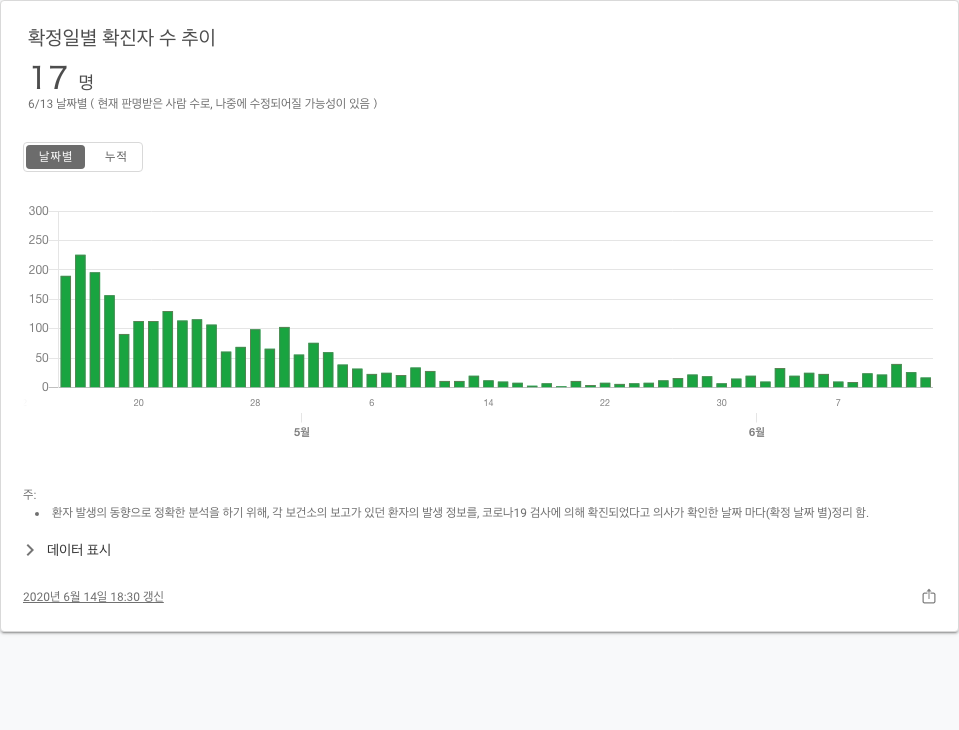 확정일별 확진자 수 추이
17 명
6/13 날짜별 ( 현재 판명받은 사람 수로, 나중에 수정되어질 가능성이 있음 )
날짜별 누적
300
250
200
150
100
50
0
20 28 6 14 22 30 7
5월 6월
주:
• 환자 발생의 동향으로 정확한 분석을 하기 위해, 각 보건소의 보고가 있던 환자의 발생 정보를, 코로나19 검사에 의해 확진되었다고 의사가 확인한 날짜 마다(확정 날짜 별)정리 함.
데이터 표시
2020년 6월 14일 18:30 갱신